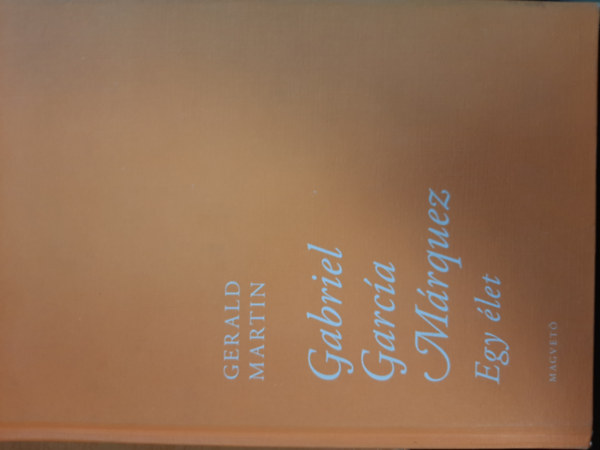 GERALD
MARTIN
Gabriel
García
Márquez
Egy élet
MAGVETŐ